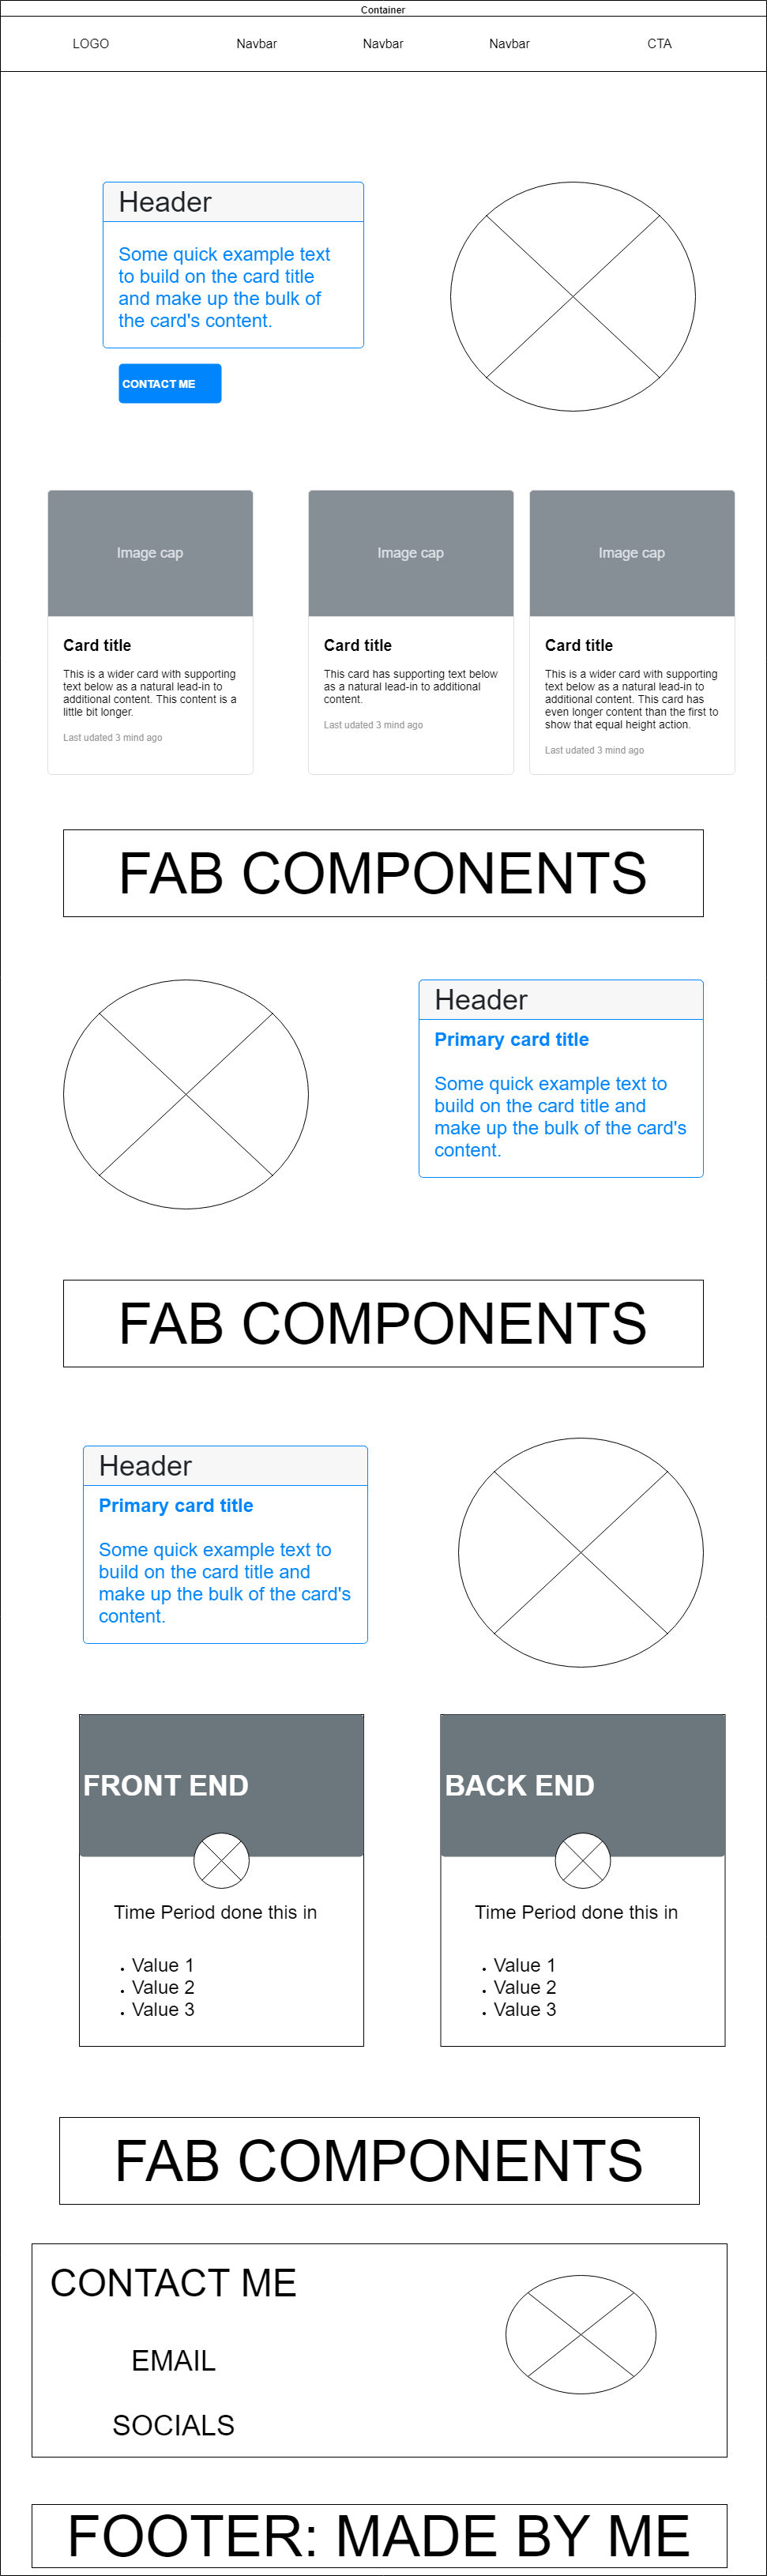 Container
LOGO
Navbar
Navbar
Navbar
CTA
Header
Some quick example text
to build on the card title
and make up the bulk of
the card's content.
CONTACT ME
Image cap
Card title
This is a wider card with supporting
text below as a natural lead-in to
additional content. This content is a
little bit longer.
Last udated 3 mind ago
Image cap
Card title
This card has supporting text below
as a natural lead-in to additional
content.
Last udated 3 mind ago
Image cap
Card title
This is a wider card with supporting
text below as a natural lead-in to
additional content. This card has
even longer content than the first to
show that equal height action.
Last udated 3 mind ago
FAB COMPONENTS
Header
Primary card title
Some quick example text to
build on the card title and
make up the bulk of the card's
content.
FAB COMPONENTS
Header
Primary card title
Some quick example text to
build on the card title and
make up the bulk of the card's
content.
FRONT END
Time Period done this in
• Value 1
• Value 2
• Value 3
BACK END
Time Period done this in
• Value 1
• Value 2
• Value 3
FAB COMPONENTS
CONTACT ME
EMAIL
SOCIALS
FOOTER: MADE BY ME